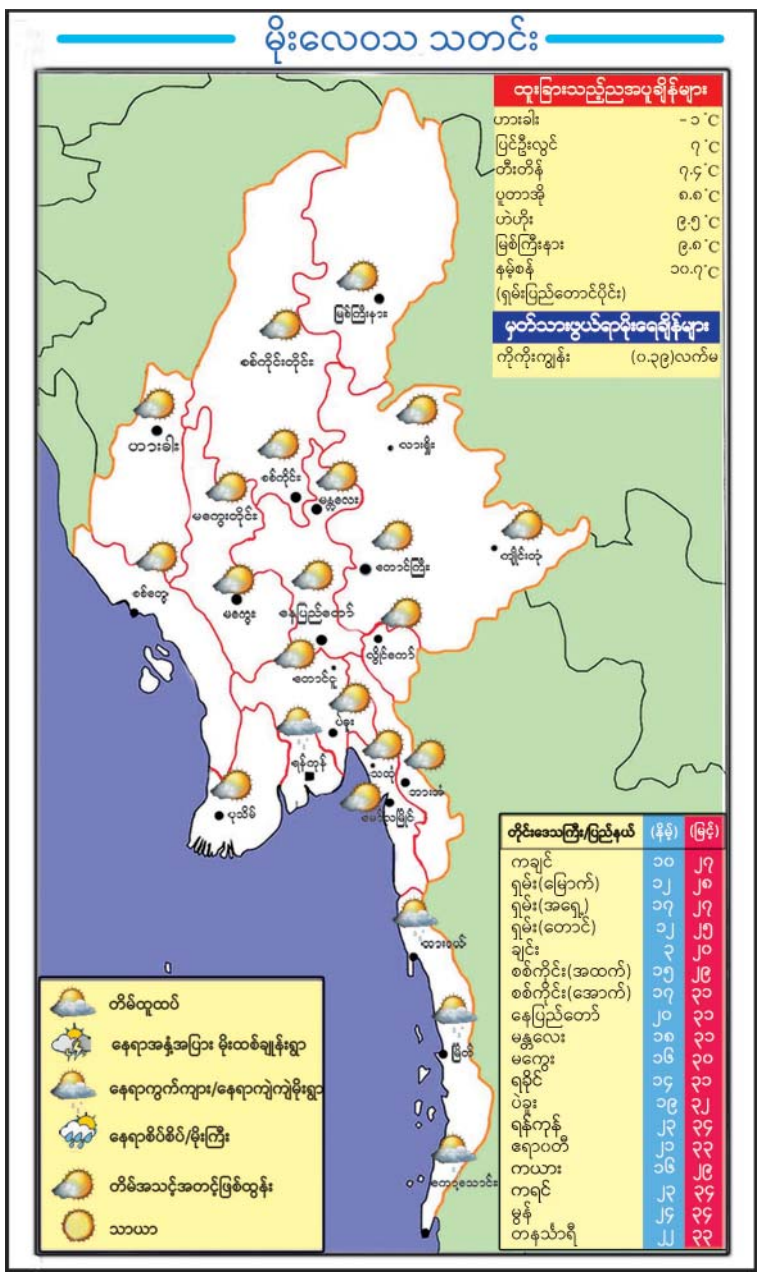 မိုးလေဝသ သတင်း
ထူးခြားသည့်ညအပူချိန်များ
ဟားခါး -၁°C
ပြင်ဦးလွင် ၇°C
တီးတိန် ၇.၄°C
ပူတာအို ၈.၈°C
ဟဲဟိုး ၉.၅°C
မြစ်ကြီးနား ၉.၈°C
နမ့်စန် ၁၀.၇°C
(ရှမ်းပြည်တောင်ပိုင်း)
မှတ်သားဖွယ်ရာမိုးရေချိန်များ
ကိုကိုးကျွန်း (၀.၃၉)လက်မ
မြစ်ကြီးနား
စစ်ကိုင်းတိုင်း
ဟားခါး
လားရှိုး
စစ်ကိုင်း
မန္တလေး
မကွေးတိုင်း
ကျိုင်းတုံ
တောင်ကြီး
စစ်တွေ
မကွေး
နေပြည်တော်
လွိုင်ကော်
တောင်ငူ
ပဲခူး
ရန်ကုန်
သထုံ
ဘားအံ
ပုသိမ်
မော်လမြိုင်
ထားဝယ်
မြိတ်
ကော့သောင်း
တိမ်ထူထပ်
နေရာအနှံ့အပြား မိုးထစ်ချုန်းရွာ
နေရာကွက်ကျား/နေရာကျဲကျဲမိုးရွာ
နေရာစိပ်စိပ်/မိုးကြီး
တိမ်အသင့်အတင့်ဖြစ်ထွန်း
သာယာ
တိုင်းဒေသကြီး/ပြည်နယ် (နိမ့်) (မြင့်)
ကချင် ၁၀ ၂၇
ရှမ်း(မြောက်) ၁၂ ၂၈
ရှမ်း(အရှေ့) ၁၇ ၂၇
ရှမ်း(တောင်) ၁၂ ၂၅
ချင်း ၃ ၂၀
စစ်ကိုင်း(အထက်) ၁၅ ၂၉
စစ်ကိုင်း(အောက်) ၁၇ ၃၁
နေပြည်တော် ၂၀ ၃၁
မန္တလေး ၁၈ ၃၁
မကွေး ၁၆ ၃၀
ရခိုင် ၁၄ ၃၁
ပဲခူး ၁၉ ၃၂
ရန်ကုန် ၂၃ ၃၄
ဧရာဝတီ ၂၁ ၃၃
ကယား ၁၆ ၂၉
ကရင် ၂၃ ၃၄
မွန် ၂၄ ၃၄
တနင်္သာရီ ၂၂ ၃၃